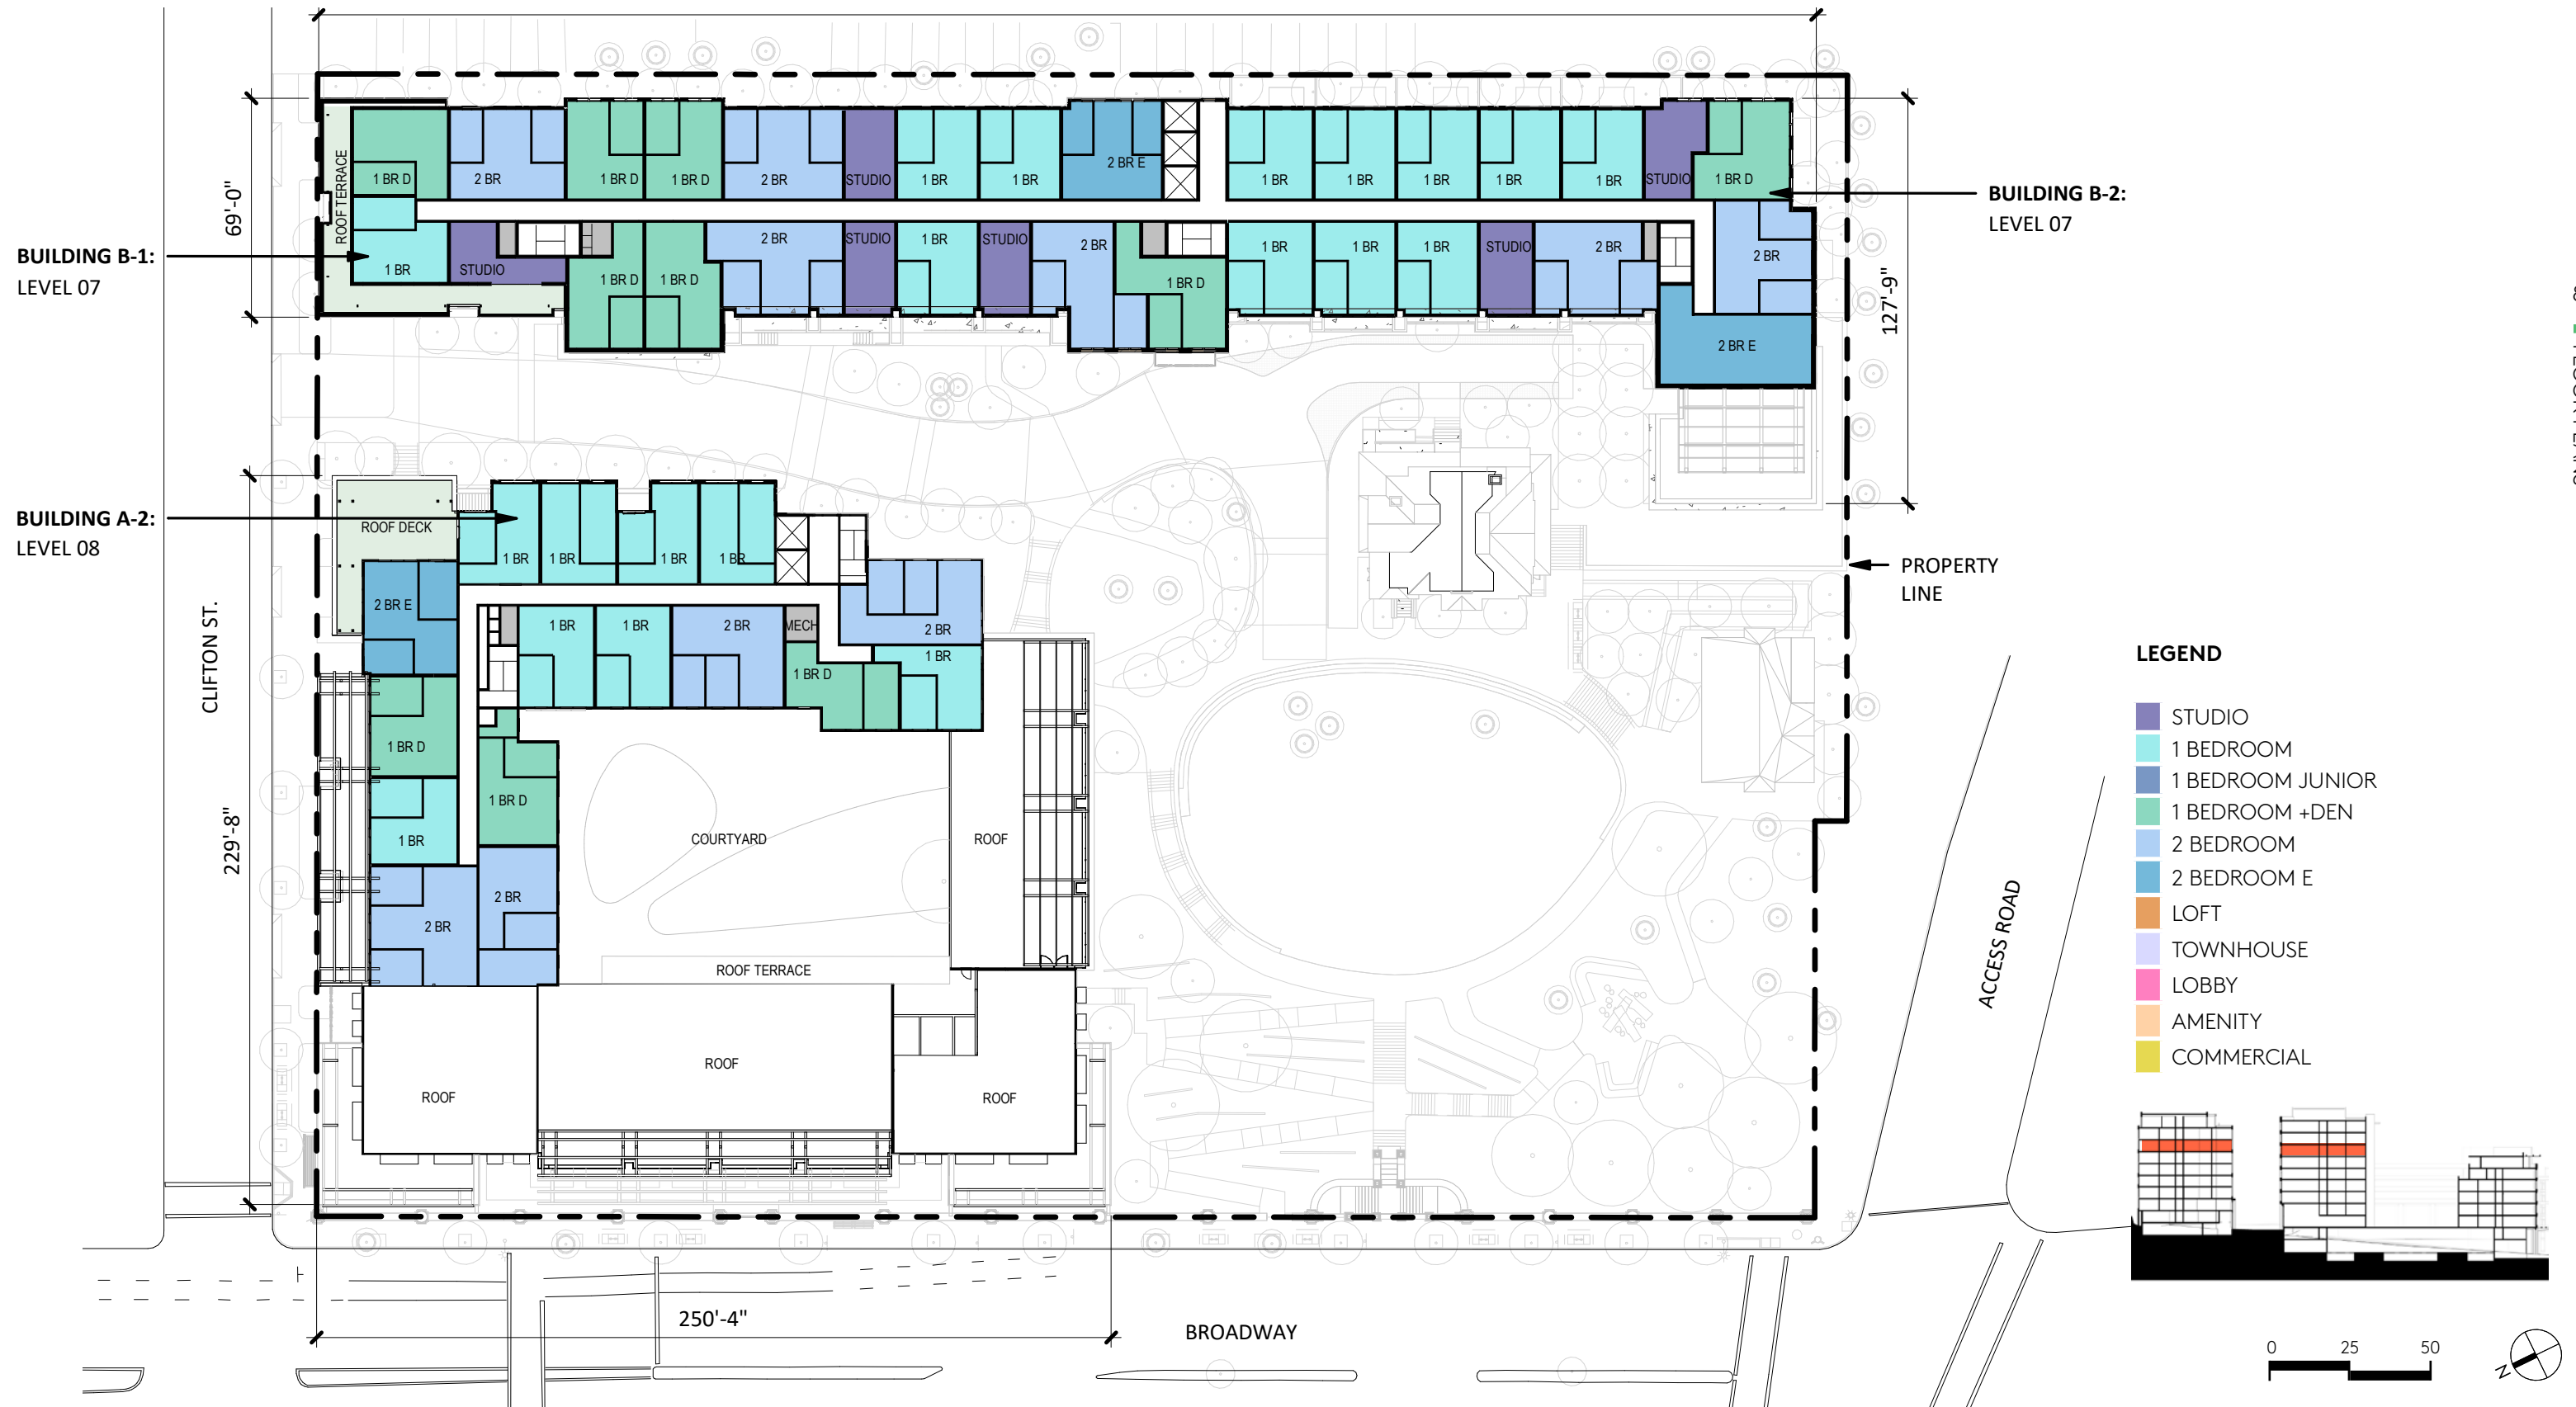 1 BR D
2 BR
1 BR D
1 BR D
2 BR
STUDIO
1 BR
1 BR
2 BR E
1 BR
1 BR
1 BR
1 BR
1 BR
STUDIO
1 BR D
ROOF TERRACE
69'-0"
BUILDING B-1:
LEVEL 07
1 BR
STUDIO
1 BR D
1 BR D
2 BR
STUDIO
1 BR
STUDIO
2 BR
1 BR D
1 BR
1 BR
1 BR
STUDIO
2 BR
2 BR
2 BR E
BUILDING B-2:
LEVEL 07
127'-9"
BUILDING A-2:
LEVEL 08
ROOF DECK
1 BR
1 BR
1 BR
1 BR
2 BR E
1 BR
1 BR
2 BR
MECH
2 BR
1 BR
1 BR D
1 BR D
1 BR D
1 BR
2 BR
2 BR
CLIFTON ST.
229'-8"
COURTYARD
ROOF
ROOF TERRACE
ROOF
ROOF
ROOF
PROPERTY
LINE
ACCESS ROAD
250'-4"
BROADWAY
LEGEND
STUDIO
1 BEDROOM
1 BEDROOM JUNIOR
1 BEDROOM +DEN
2 BEDROOM
2 BEDROOM E
LOFT
TOWNHOUSE
LOBBY
AMENITY
COMMERCIAL
0 25 50
N